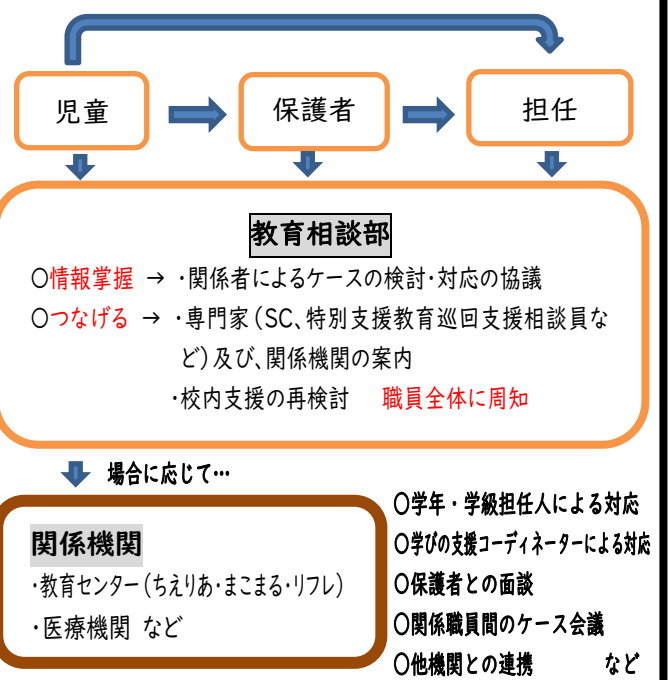 児童
保護者
担任
教育相談部
○情報掌握 → ・関係者によるケースの検討・対応の協議
○つなげる → ・専門家(SC、特別支援教育巡回支援相談員な
ど)及び、関係機関の案内
・校内支援の再検討 職員全体に周知
場合に応じて…
関係機関
・教育センター(ちえりあ・まこまる・リフレ)
・医療機関 など
○学年・学級担任人による対応
○学びの支援コーディネーターによる対応
○保護者との面談
○関係職員間のケース会議
○他機関との連携 など